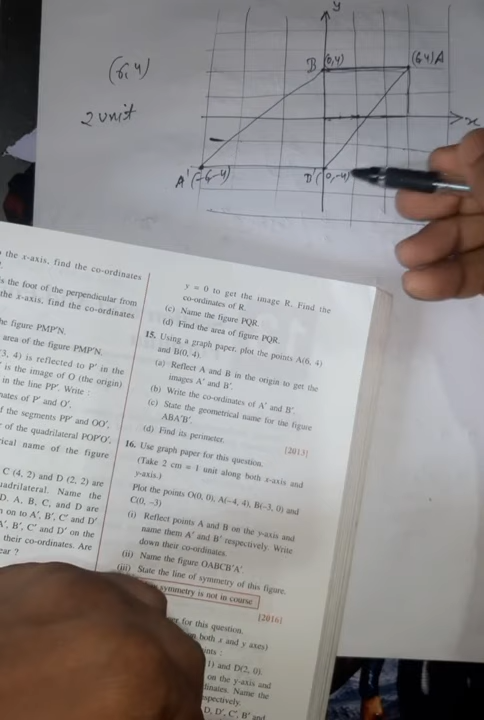 y
B (0,4)
(6,4) A
(6,4)
2 unit
x
A' (-6,-4)
B' (0,-4)
the x-axis, find the co-ordinates
is the foot of the perpendicular from
the x-axis, find the co-ordinates
he figure PMP'N.
area of the figure PMP'N.
3, 4) is reflected to P' in the
is the image of O (the origin)
in the line PP'. Write :
nates of P' and O'.
f the segments PP' and OO'.
of the quadrilateral POP'O'.
ical name of the figure
C (4, 2) and D (2, 2) are
uadrilateral. Name the
D. A, B, C, and D are
n on to A', B', C' and D'
A', B', C' and D' on the
their co-ordinates. Are
ear ?
y = 0 to get the image R. Find the
co-ordinates of R.
(c) Name the figure PQR.
(d) Find the area of figure PQR.
15. Using a graph paper, plot the points A(6, 4)
and B(0, 4).
(a) Reflect A and B in the origin to get the
images A' and B'.
(b) Write the co-ordinates of A' and B'.
(c) State the geometrical name for the figure
ABA'B'.
(d) Find its perimeter.
[2013]
16. Use graph paper for this question.
(Take 2 cm = 1 unit along both x-axis and
y-axis.)
Plot the points O(0, 0), A(-4, 4), B(-3, 0) and
C(0, -3)
(i) Reflect points A and B on the y-axis and
name them A' and B' respectively. Write
down their co-ordinates.
(ii) Name the figure OABCB'A'.
(iii) State the line of symmetry of this figure.
symmetry is not in course
[2016]
for this question.
both x and y axes)
ints :
1) and D(2, 0).
on the y-axis and
dinates. Name the
spectively.
D, D', C', B' and